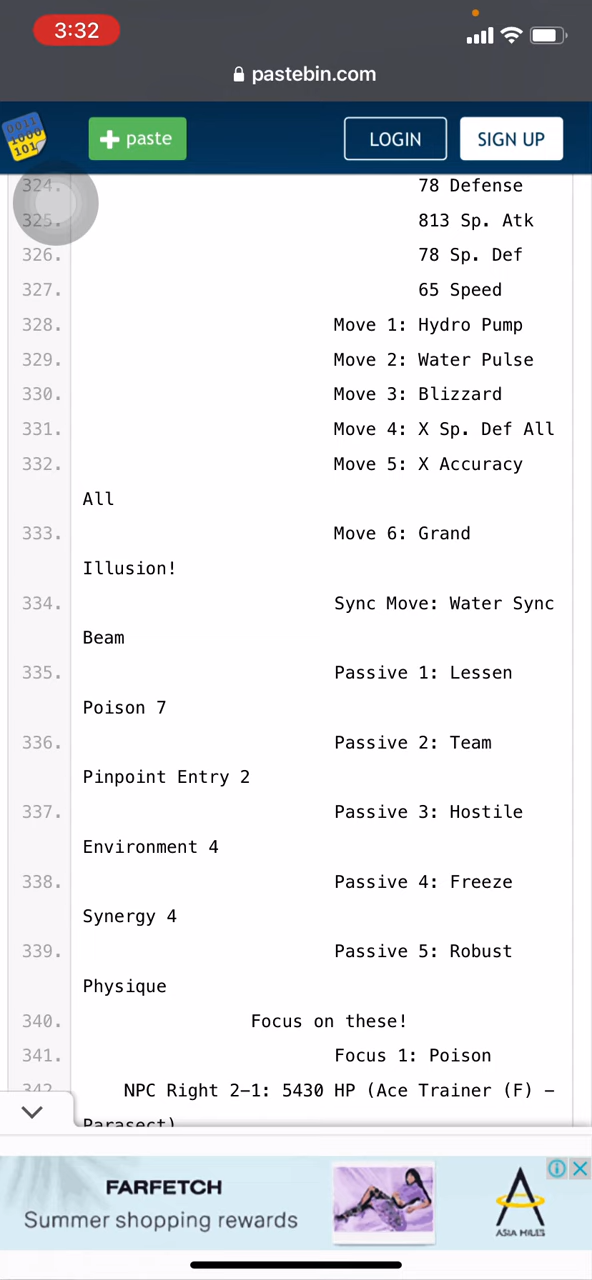 3:32
pastebin.com
0011
1000
101
+ paste
LOGIN
SIGN UP
324. 78 Defense
325. 813 Sp. Atk
326. 78 Sp. Def
327. 65 Speed
328. Move 1: Hydro Pump
329. Move 2: Water Pulse
330. Move 3: Blizzard
331. Move 4: X Sp. Def All
332. Move 5: X Accuracy
All
333. Move 6: Grand
Illusion!
334. Sync Move: Water Sync
Beam
335. Passive 1: Lessen
Poison 7
336. Passive 2: Team
Pinpoint Entry 2
337. Passive 3: Hostile
Environment 4
338. Passive 4: Freeze
Synergy 4
339. Passive 5: Robust
Physique
340. Focus on these!
341. Focus 1: Poison
342. NPC Right 2-1: 5430 HP (Ace Trainer (F) -
Parasect)
FARFETCH
Summer shopping rewards
ASIA MILES